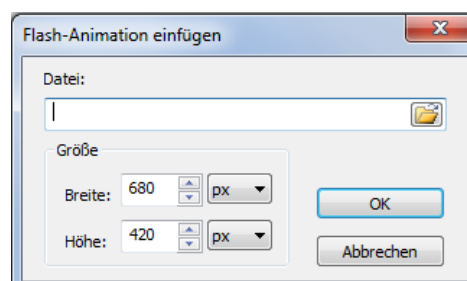 Flash-Animation einfügen
Datei:
Größe
Breite: 680 px
OK
Höhe: 420 px
Abbrechen